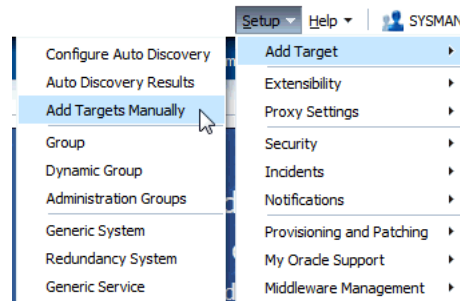 Setup Help SYSMAN
Configure Auto Discovery
Auto Discovery Results
Add Targets Manually
Group
Dynamic Group
Administration Groups
Generic System
Redundancy System
Generic Service
Add Target
Extensibility
Proxy Settings
Security
Incidents
Notifications
Provisioning and Patching
My Oracle Support
Middleware Management